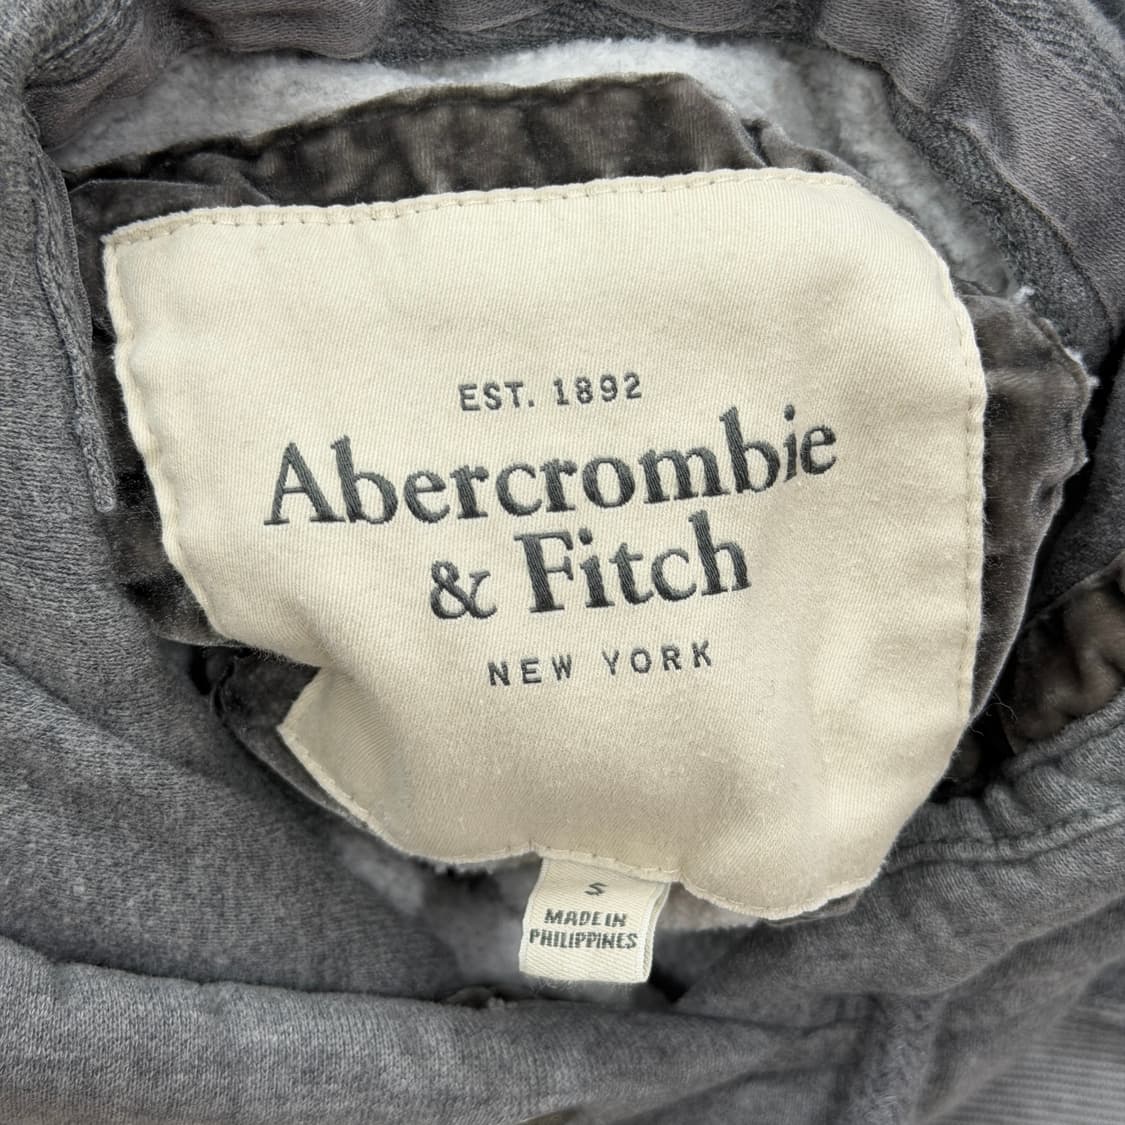 EST. 1892
Abercrombie
& Fitch
NEW YORK
S
MADE IN
PHILIPPINES